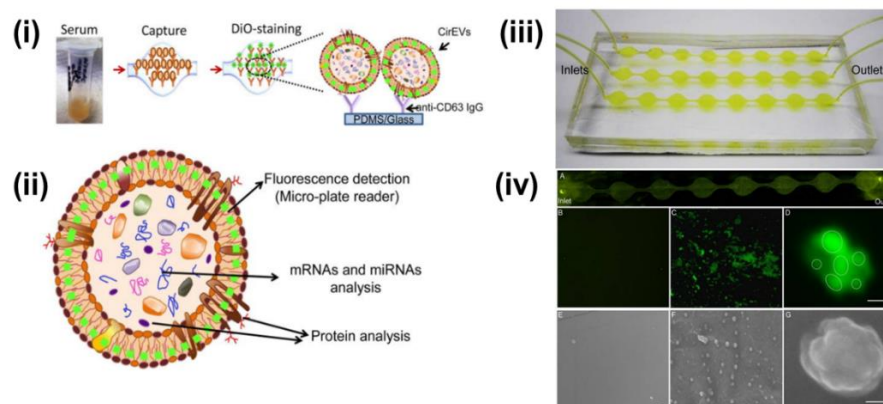 (i)
Serum
Capture
DiO-staining
CirEVs
anti-CD63 IgG
PDMS/Glass
(ii)
Fluorescence detection
(Micro-plate reader)
mRNAs and miRNAs
analysis
Protein analysis
(iii)
Inlets
Outlet
(iv)
A
Inlet
B
C
D
E
F
G